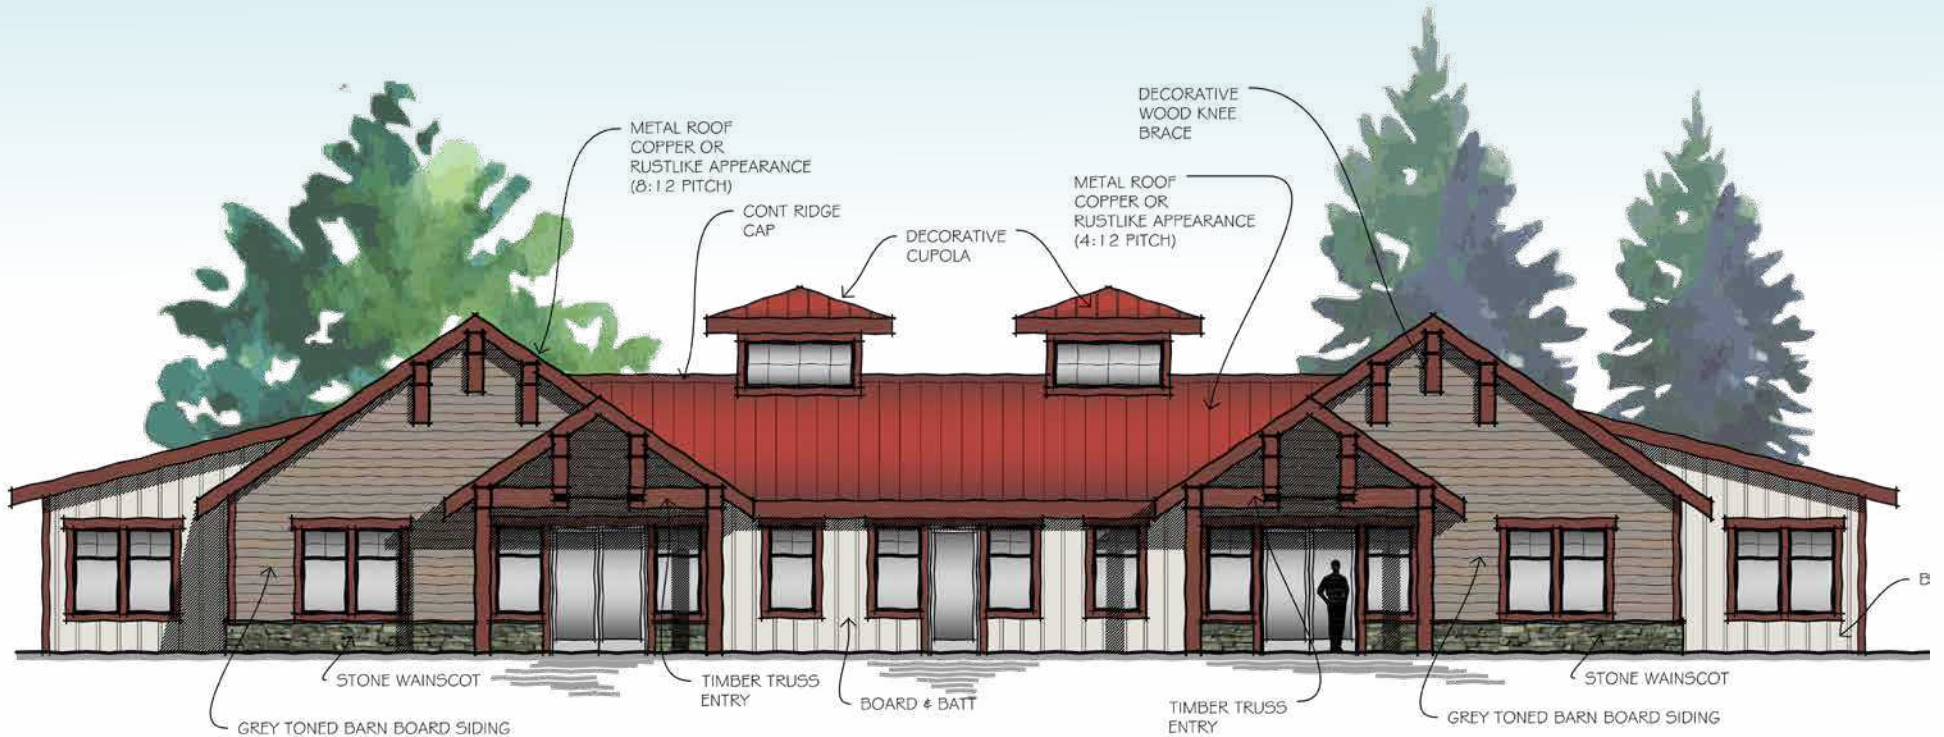 METAL ROOF
COPPER OR
RUSTLIKE APPEARANCE
(8:12 PITCH)
CONT RIDGE
CAP
DECORATIVE
CUPOLA
DECORATIVE
WOOD KNEE
BRACE
METAL ROOF
COPPER OR
RUSTLIKE APPEARANCE
(4:12 PITCH)
STONE WAINSCOT
GREY TONED BARN BOARD SIDING
TIMBER TRUSS
ENTRY
BOARD & BATT
TIMBER TRUSS
ENTRY
STONE WAINSCOT
GREY TONED BARN BOARD SIDING